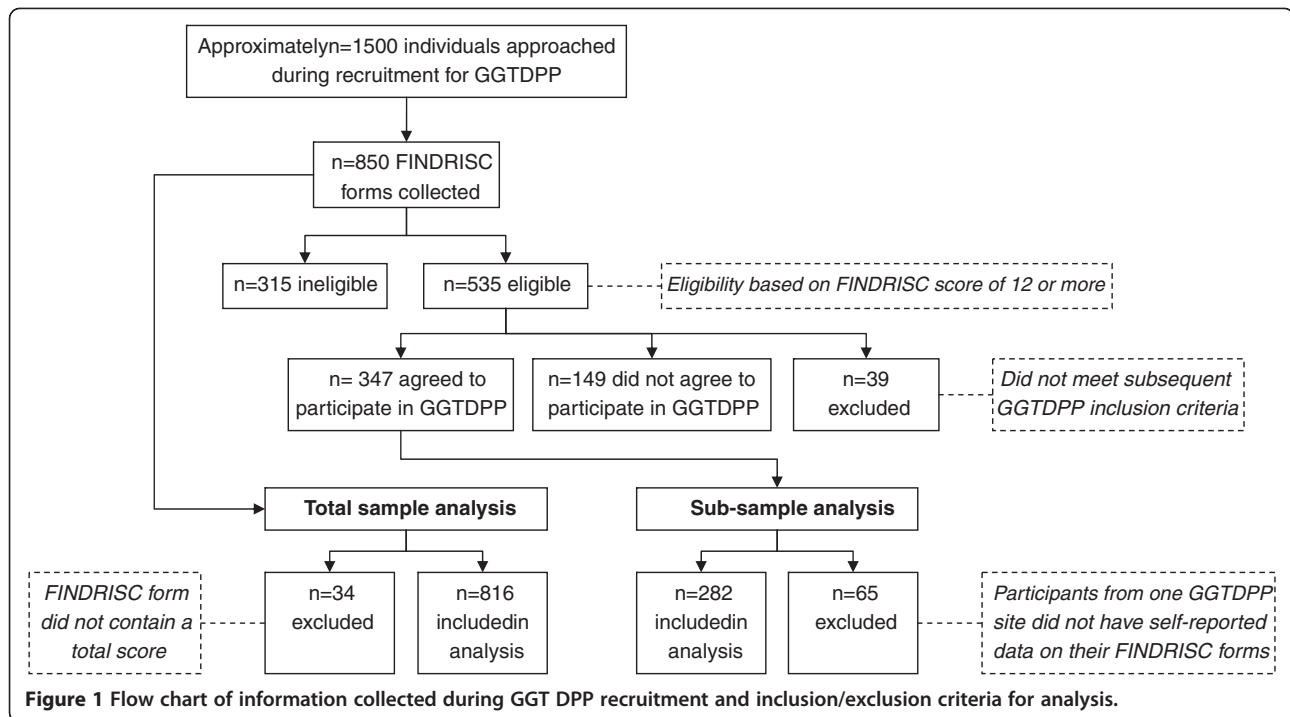 Approximatelyn=1500 individuals approached
during recruitment for GGTDPP
n=850 FINDRISC
forms collected
n=315 ineligible
n=535 eligible
Eligibility based on FINDRISC score of 12 or more
n= 347 agreed to
participate in GGTDPP
n=149 did not agree to
participate in GGTDPP
n=39
excluded
Did not meet subsequent
GGTDPP inclusion criteria
Total sample analysis
Sub-sample analysis
FINDRISC form
did not contain a
total score
n=34
excluded
n=816
includedin
analysis
n=282
includedin
analysis
n=65
excluded
Participants from one GGTDPP
site did not have self-reported
data on their FINDRISC forms
Figure 1 Flow chart of information collected during GGT DPP recruitment and inclusion/exclusion criteria for analysis.